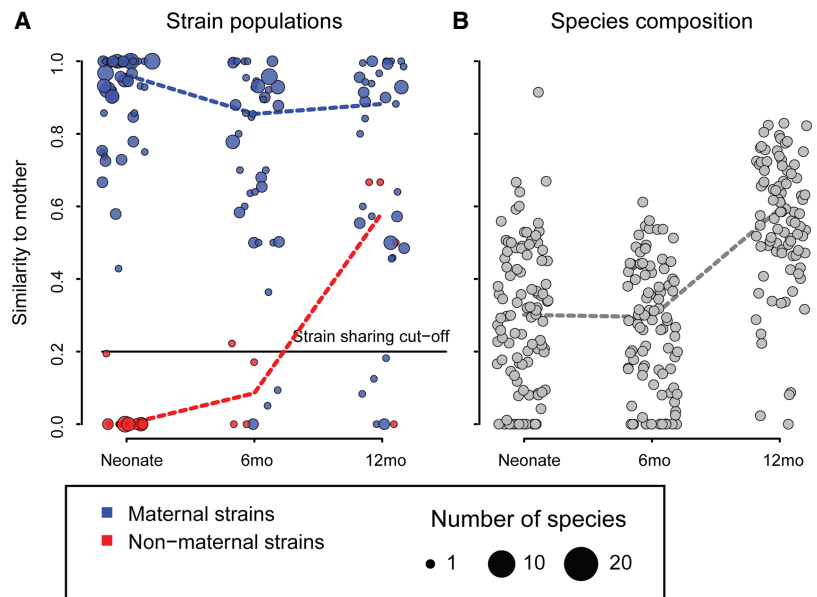 A
Strain populations
B
Species composition
Similarity to mother
1.0
0.8
0.6
0.4
0.2
0.0
Strain sharing cut−off
Neonate
6mo
12mo
Neonate
6mo
12mo
Maternal strains
Non−maternal strains
Number of species
1
10
20